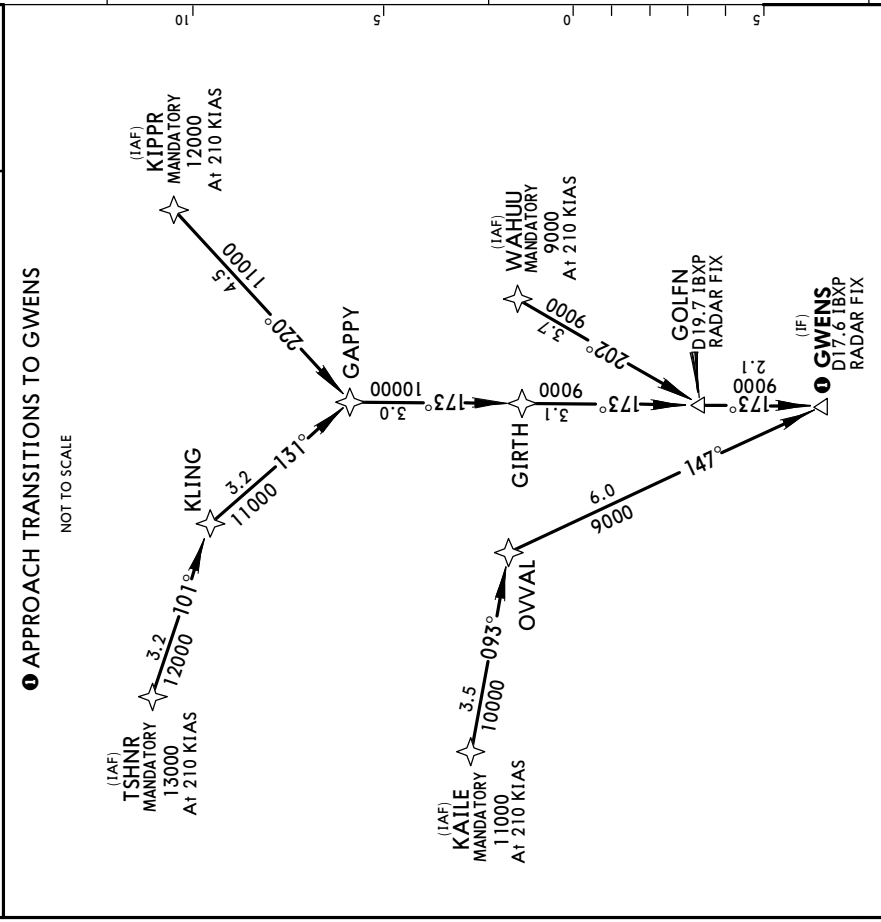 10
5
0
5
❶ APPROACH TRANSITIONS TO GWENS
NOT TO SCALE
(IAF)
KIPPR
MANDATORY
12000
At 210 KIAS
4.5
11000
220°
(IAF)
TSHNR
MANDATORY
13000
At 210 KIAS
3.2
12000
101°
KLING
3.2
11000
131°
GAPPY
3.0
10000
173°
GIRTH
3.1
9000
173°
(IAF)
WAHUU
MANDATORY
9000
At 210 KIAS
3.7
9000
202°
GOLFN
D19.7 IBXP
RADAR FIX
2.1
9000
173°
(IAF)
KAILE
MANDATORY
11000
At 210 KIAS
3.5
10000
093°
OVVAL
6.0
9000
147°
(IF)
❶ GWENS
D17.6 IBXP
RADAR FIX